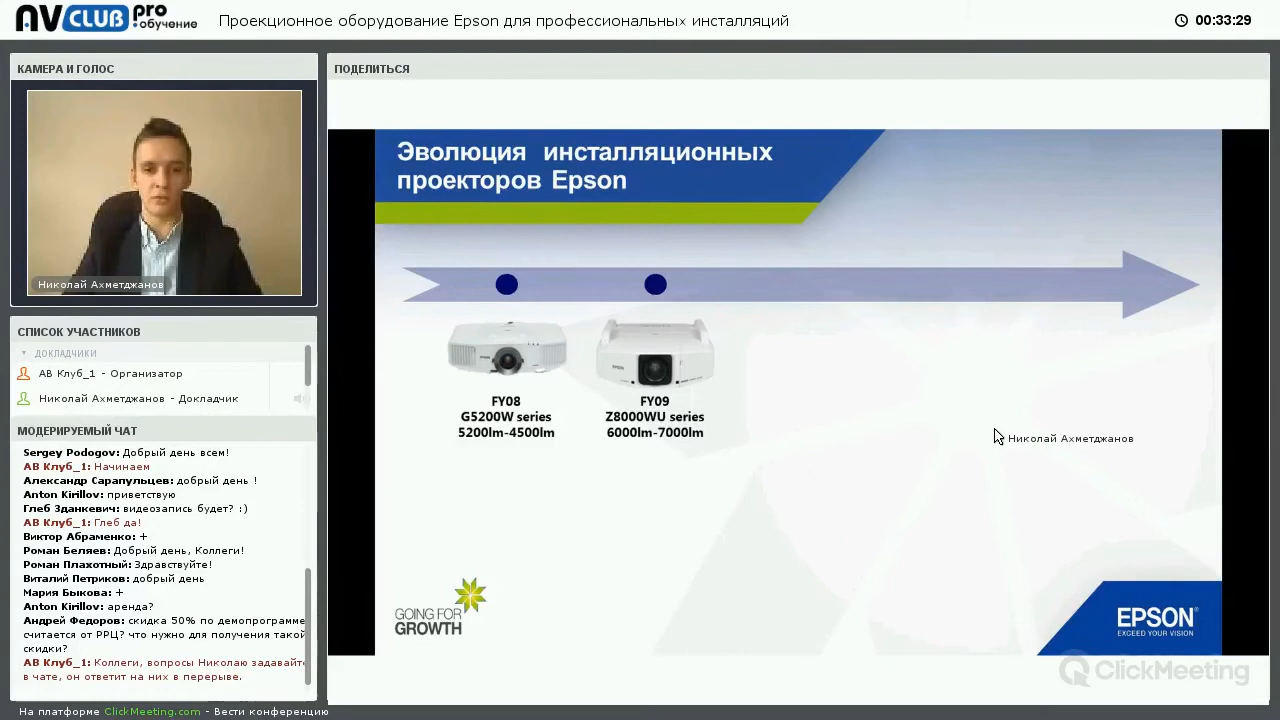 AV CLUB pro :обучение
Проекционное оборудование Epson для профессиональных инсталляций
00:33:29
КАМЕРА И ГОЛОС
Николай Ахметджанов
СПИСОК УЧАСТНИКОВ
ДОКЛАДЧИКИ
АВ Клуб_1 - Организатор
Николай Ахметджанов - Докладчик
МОДЕРИРУЕМЫЙ ЧАТ
Sergey Podogov: Добрый день всем!
АВ Клуб_1: Начинаем
Александр Сарапульцев: добрый день !
Anton Kirillov: приветствую
Глеб Зданкевич: видеозапись будет? :)
АВ Клуб_1: Глеб да!
Виктор Абраменко: +
Роман Беляев: Добрый день, Коллеги!
Роман Плахотный: Здравствуйте!
Виталий Петриков: добрый день
Мария Быкова: +
Anton Kirillov: аренда?
Андрей Федоров: скидка 50% по демопрограмме
считается от РРЦ? что нужно для получения такой
скидки?
АВ Клуб_1: Коллеги, вопросы Николаю задавайте
в чате, он ответит на них в перерыве.
ПОДЕЛИТЬСЯ
Эволюция инсталляционных
проекторов Epson
FY08
G5200W series
5200lm-4500lm
FY09
Z8000WU series
6000lm-7000lm
Николай Ахметджанов
GOING FOR
GROWTH
EPSON®
EXCEED YOUR VISION
ClickMeeting
На платформе ClickMeeting.com - Вести конференцию